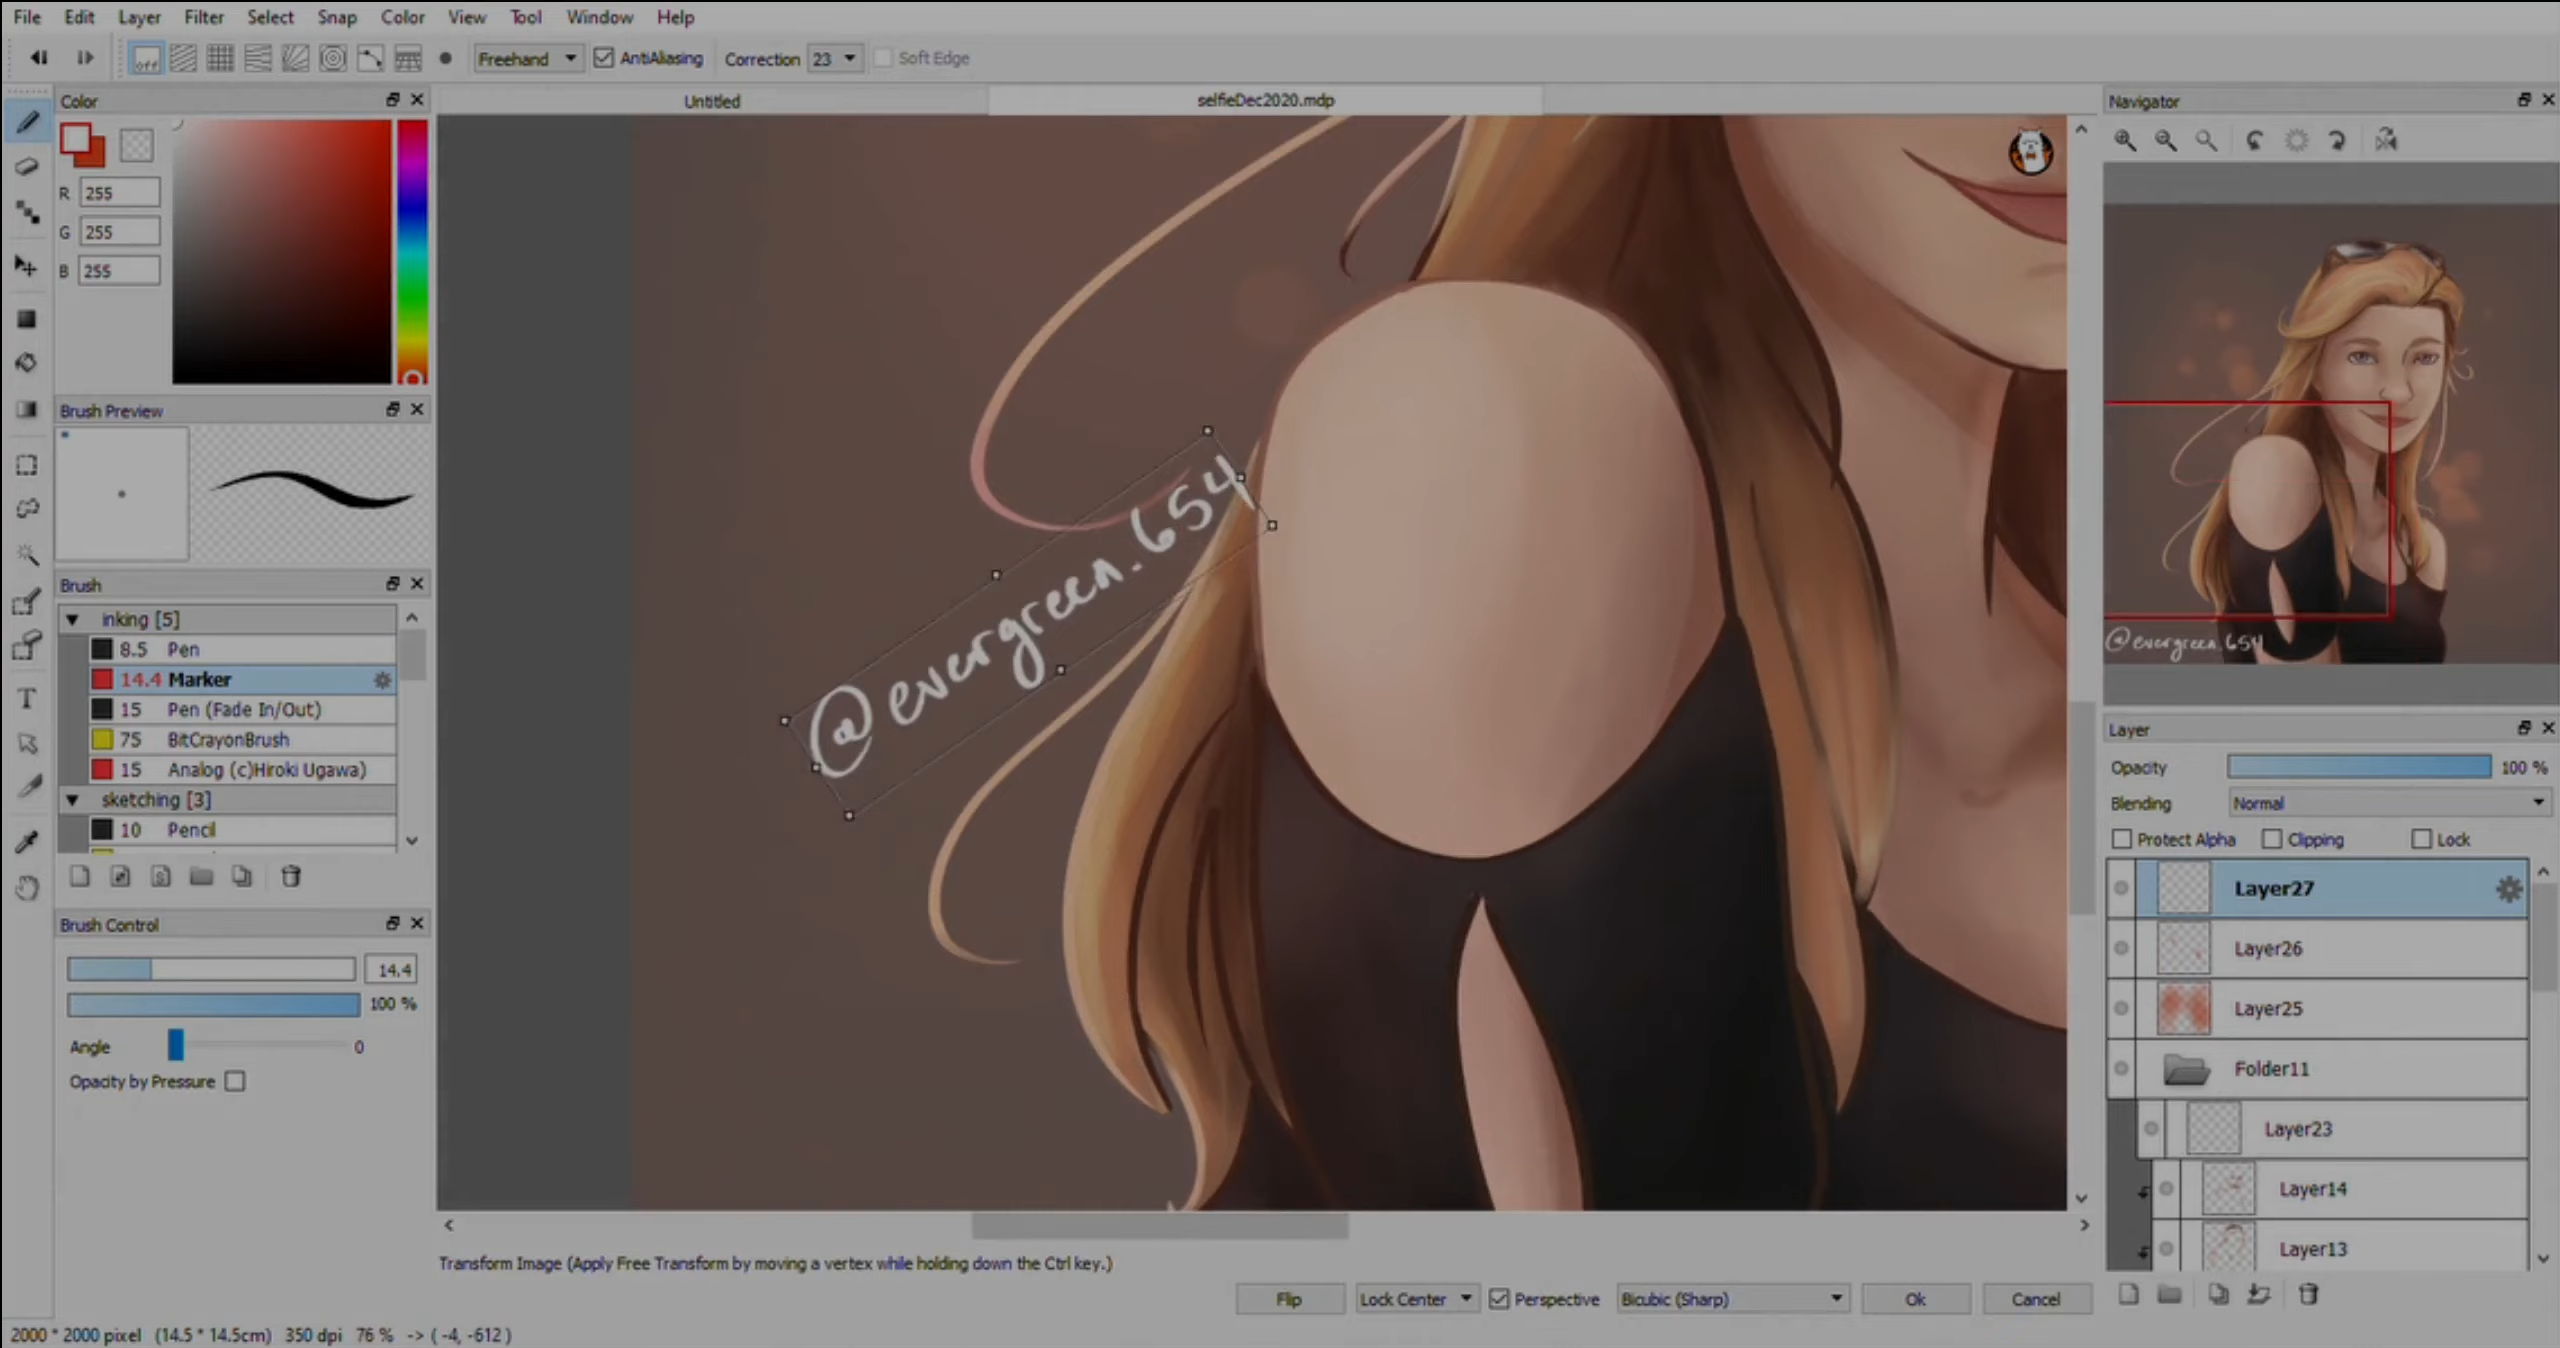 File Edit Layer Filter Select Snap Color View Tool Window Help
off Freehand AntiAliasing Correction 23 Soft Edge
Color
R 255
G 255
B 255
Brush Preview
Brush
inking [5]
8.5 Pen
14.4 Marker
15 Pen (Fade In/Out)
75 BitCrayonBrush
15 Analog (c)Hiroki Ugawa)
sketching [3]
10 Pencil
Brush Control
14.4
100 %
Angle 0
Opacity by Pressure
Untitled selfieDec2020.mdp
@evergreen.654
Transform Image (Apply Free Transform by moving a vertex while holding down the Ctrl key.)
Flip Lock Center Perspective Bicubic (Sharp) Ok Cancel
Navigator
@evergreen.654
Layer
Opacity 100 %
Blending Normal
Protect Alpha Clipping Lock
Layer27
Layer26
Layer25
Folder11
Layer23
Layer14
Layer13
2000 * 2000 pixel (14.5 * 14.5cm) 350 dpi 76 % -> ( -4, -612 )